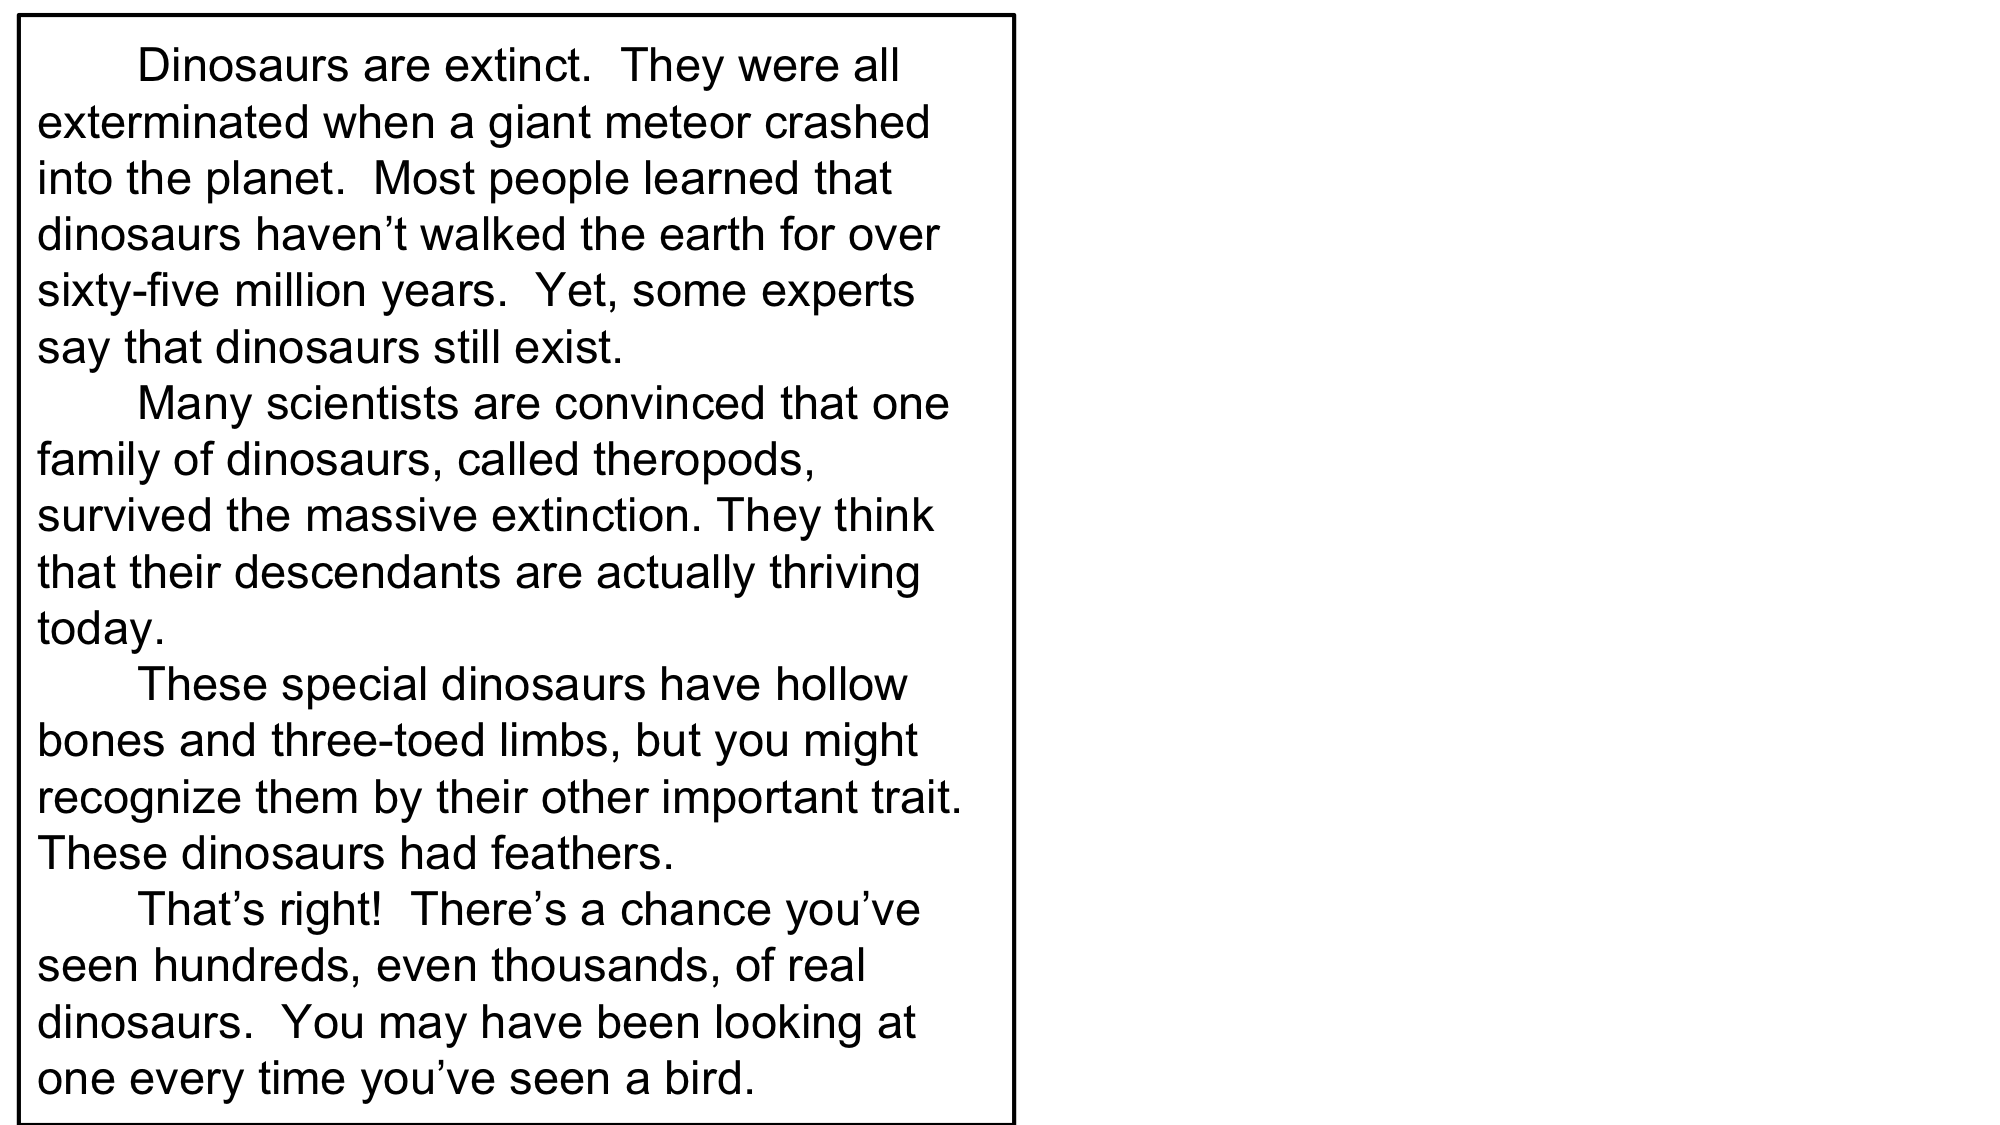 Dinosaurs are extinct.  They were all
exterminated when a giant meteor crashed
into the planet.  Most people learned that
dinosaurs haven’t walked the earth for over
sixty-five million years.  Yet, some experts
say that dinosaurs still exist.
Many scientists are convinced that one
family of dinosaurs, called theropods,
survived the massive extinction. They think
that their descendants are actually thriving
today.
These special dinosaurs have hollow
bones and three-toed limbs, but you might
recognize them by their other important trait.
These dinosaurs had feathers.
That’s right!  There’s a chance you’ve
seen hundreds, even thousands, of real
dinosaurs.  You may have been looking at
one every time you’ve seen a bird.